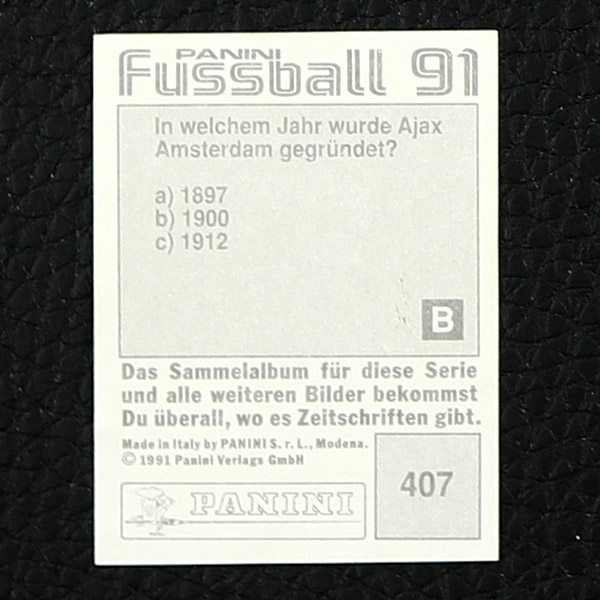 PANINI
Fussball 91
In welchem Jahr wurde Ajax
Amsterdam gegründet?
a) 1897
b) 1900
c) 1912
B
Das Sammelalbum für diese Serie
und alle weiteren Bilder bekommst
Du überall, wo es Zeitschriften gibt.
Made in Italy by PANINI S. r. L., Modena.
© 1991 Panini Verlags GmbH
407
PANINI